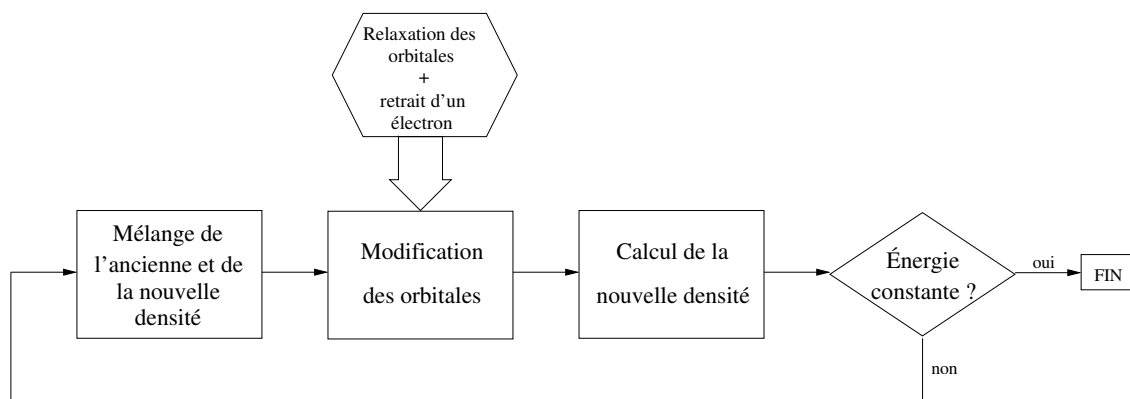 Relaxation des
orbitales
+
retrait d'un
électron
Mélange de
l'ancienne et de
la nouvelle
densité
Modification
des orbitales
Calcul de la
nouvelle densité
Énergie
constante ?
oui
FIN
non